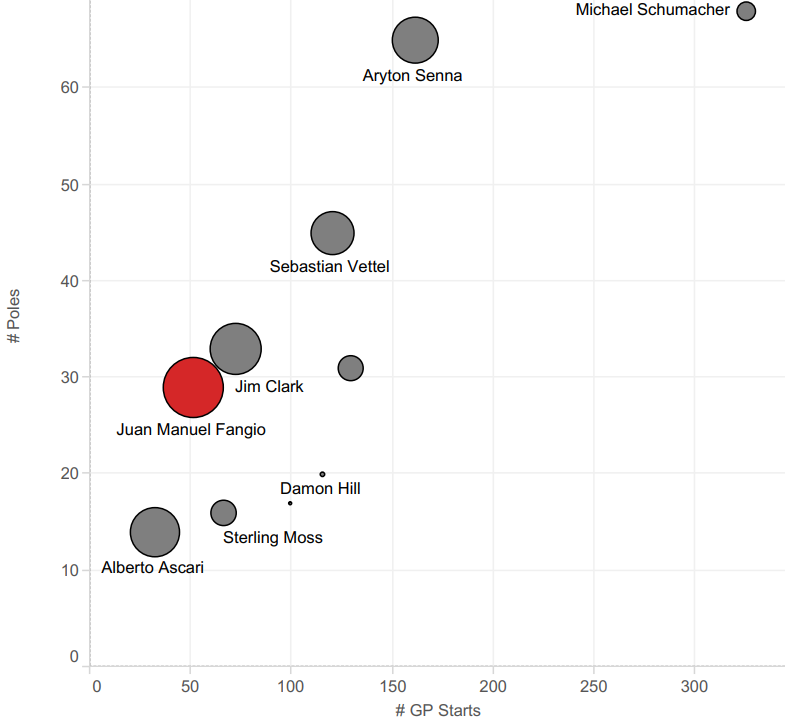 Michael Schumacher
Aryton Senna
60
50
Sebastian Vettel
40
# Poles
30
Jim Clark
Juan Manuel Fangio
20
Damon Hill
Sterling Moss
Alberto Ascari
10
0
0 50 100 150 200 250 300
# GP Starts